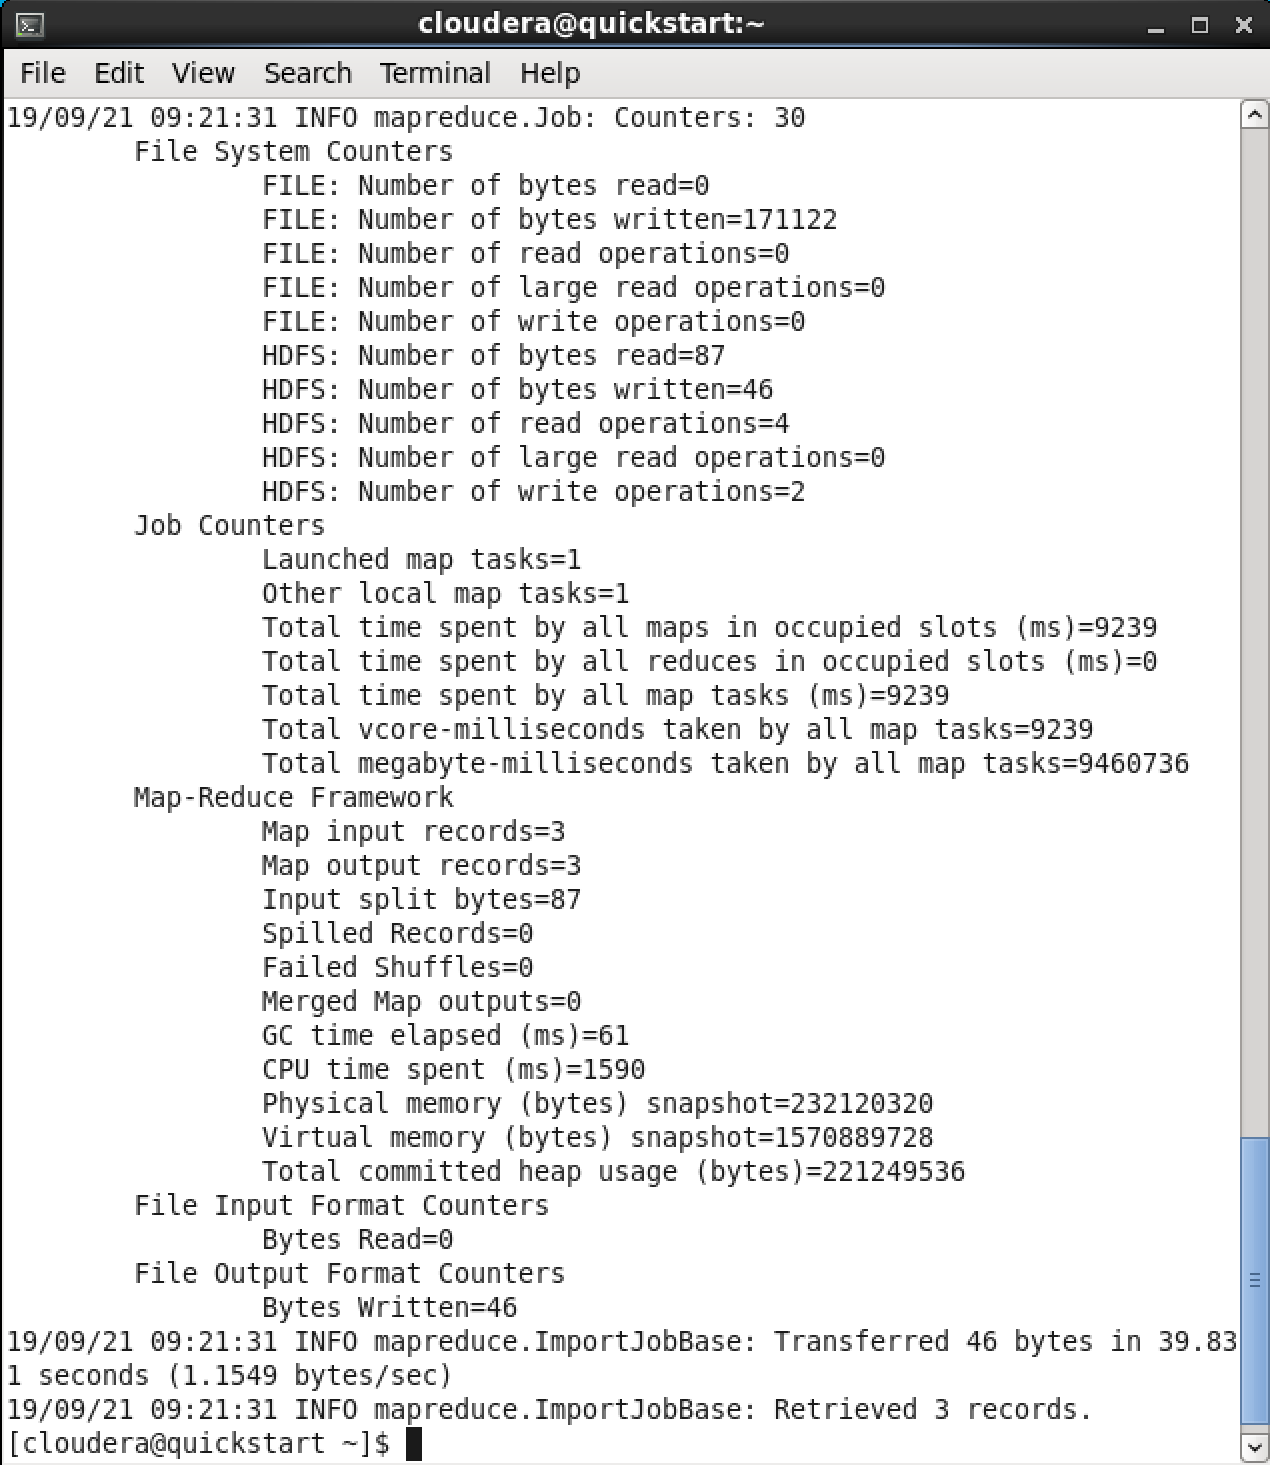 cloudera@quickstart:~
File Edit View Search Terminal Help
19/09/21 09:21:31 INFO mapreduce.Job: Counters: 30
File System Counters
FILE: Number of bytes read=0
FILE: Number of bytes written=171122
FILE: Number of read operations=0
FILE: Number of large read operations=0
FILE: Number of write operations=0
HDFS: Number of bytes read=87
HDFS: Number of bytes written=46
HDFS: Number of read operations=4
HDFS: Number of large read operations=0
HDFS: Number of write operations=2
Job Counters
Launched map tasks=1
Other local map tasks=1
Total time spent by all maps in occupied slots (ms)=9239
Total time spent by all reduces in occupied slots (ms)=0
Total time spent by all map tasks (ms)=9239
Total vcore-milliseconds taken by all map tasks=9239
Total megabyte-milliseconds taken by all map tasks=9460736
Map-Reduce Framework
Map input records=3
Map output records=3
Input split bytes=87
Spilled Records=0
Failed Shuffles=0
Merged Map outputs=0
GC time elapsed (ms)=61
CPU time spent (ms)=1590
Physical memory (bytes) snapshot=232120320
Virtual memory (bytes) snapshot=1570889728
Total committed heap usage (bytes)=221249536
File Input Format Counters
Bytes Read=0
File Output Format Counters
Bytes Written=46
19/09/21 09:21:31 INFO mapreduce.ImportJobBase: Transferred 46 bytes in 39.83
1 seconds (1.1549 bytes/sec)
19/09/21 09:21:31 INFO mapreduce.ImportJobBase: Retrieved 3 records.
[cloudera@quickstart ~]$